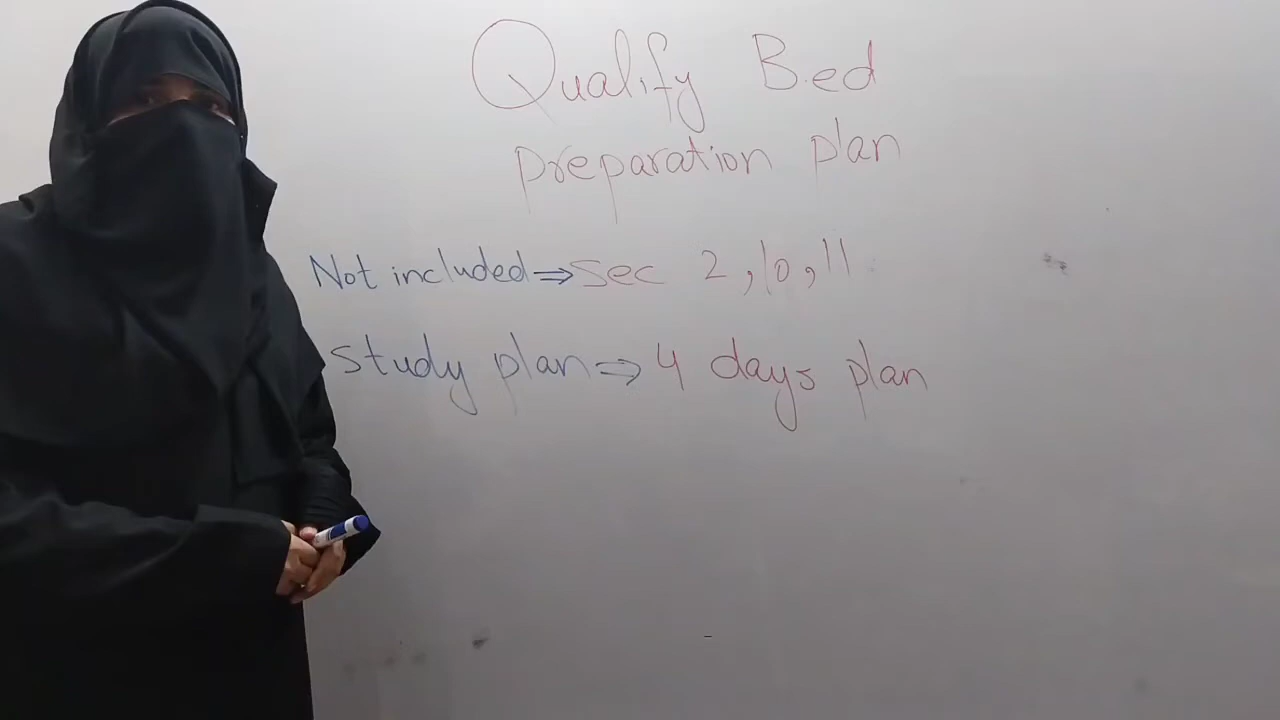 Qualify B.ed
preparation plan
Not included ⇒ sec 2, 10, 11
study plan ⇒ 4 days plan